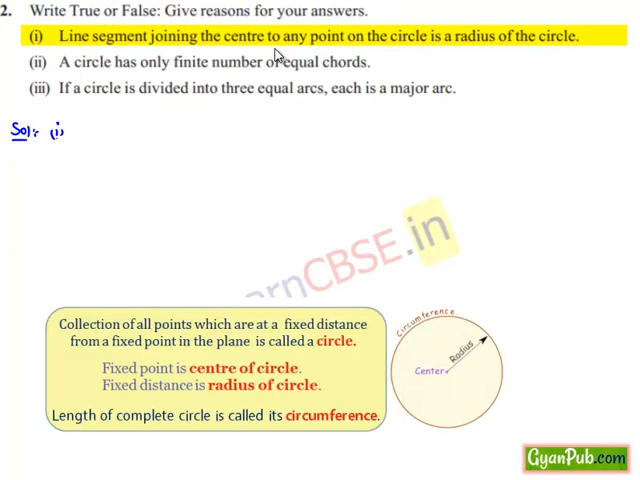 2. Write True or False: Give reasons for your answers.
(i) Line segment joining the centre to any point on the circle is a radius of the circle.
(ii) A circle has only finite number of equal chords.
(iii) If a circle is divided into three equal arcs, each is a major arc.
Sol: (i)
arnCBSE.in
Collection of all points which are at a fixed distance
from a fixed point in the plane is called a circle.
Fixed point is centre of circle.
Fixed distance is radius of circle.
Length of complete circle is called its circumference.
Circumference
Radius
Center
GyanPub.com